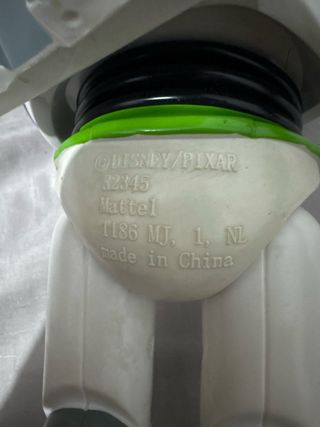 ©DISNEY/PIXAR
32345
Mattel
1186 MJ, 1, NL
made in China